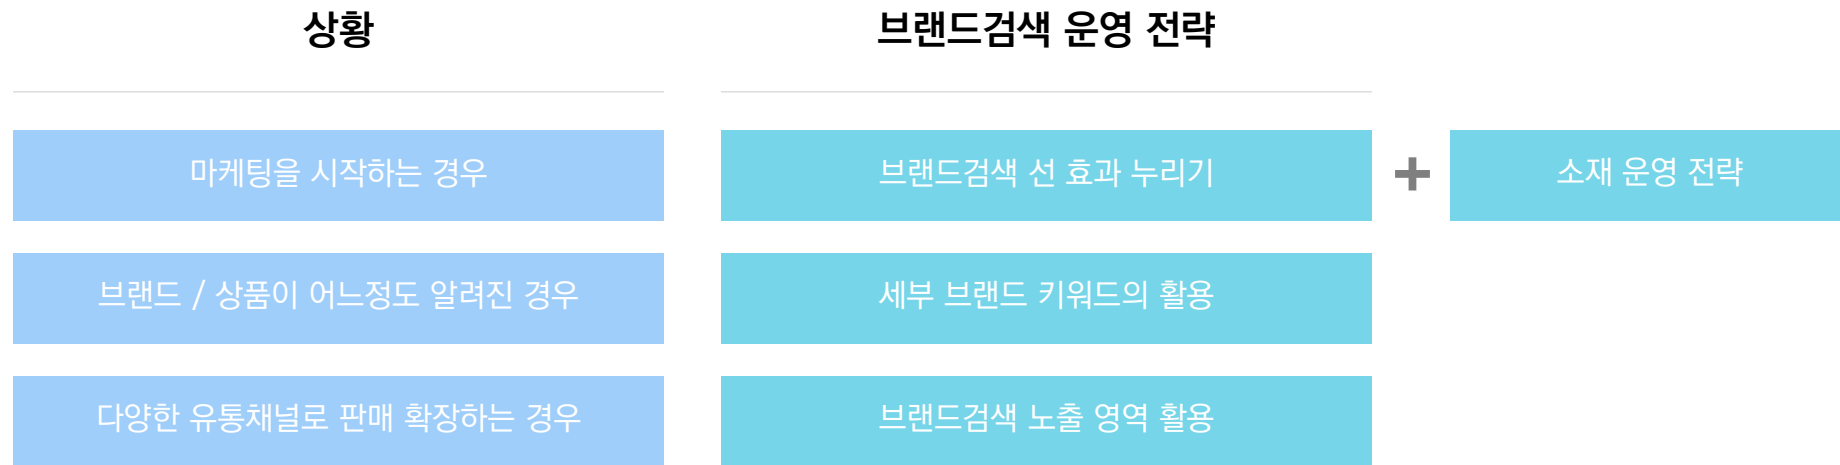 상황
브랜드검색 운영 전략
마케팅을 시작하는 경우
브랜드검색 선 효과 누리기
+
소재 운영 전략
브랜드 / 상품이 어느정도 알려진 경우
세부 브랜드 키워드의 활용
다양한 유통채널로 판매 확장하는 경우
브랜드검색 노출 영역 활용